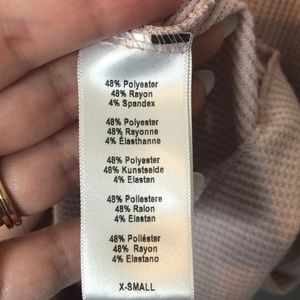 48% Polyester
48% Rayon
4% Spandex
48% Polyester
48% Rayonne
4% Élasthanne
48% Polyester
48% Kunstseide
4% Elastan
48% Poliestere
48% Raion
4% Elastan
48% Poliéster
48% Rayon
4% Elastano
X-SMALL